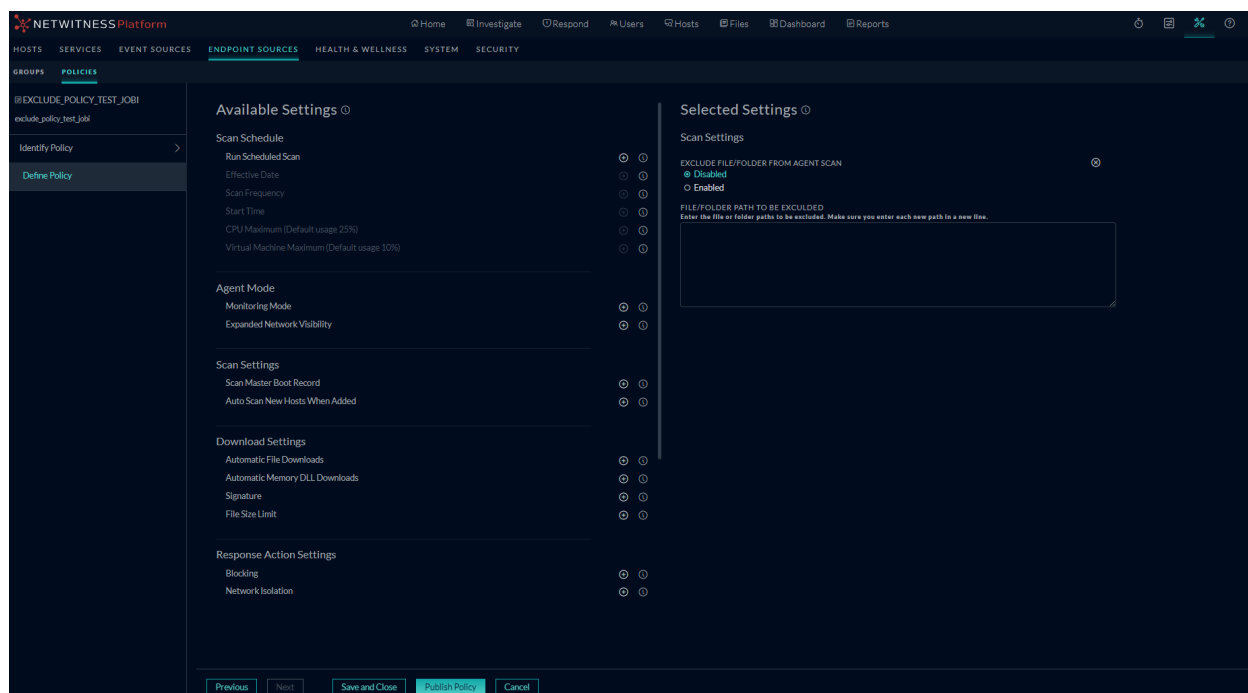 NETWITNESS Platform
Home Investigate Respond Users Hosts Files Dashboard Reports
HOSTS SERVICES EVENT SOURCES ENDPOINT SOURCES HEALTH & WELLNESS SYSTEM SECURITY
GROUPS POLICIES
EXCLUDE_POLICY_TEST_JOBI
exclude_policy_test_jobi
Identify Policy
Define Policy
Available Settings
Scan Schedule
Run Scheduled Scan
Effective Date
Scan Frequency
Start Time
CPU Maximum (Default usage 25%)
Virtual Machine Maximum (Default usage 10%)
Agent Mode
Monitoring Mode
Expanded Network Visibility
Scan Settings
Scan Master Boot Record
Auto Scan New Hosts When Added
Download Settings
Automatic File Downloads
Automatic Memory DLL Downloads
Signature
File Size Limit
Response Action Settings
Blocking
Network Isolation
Selected Settings
Scan Settings
EXCLUDE FILE/FOLDER FROM AGENT SCAN
Disabled
Enabled
FILE/FOLDER PATH TO BE EXCULDED
Enter the file or folder paths to be excluded. Make sure you enter each new path in a new line.
Previous Next Save and Close Publish Policy Cancel